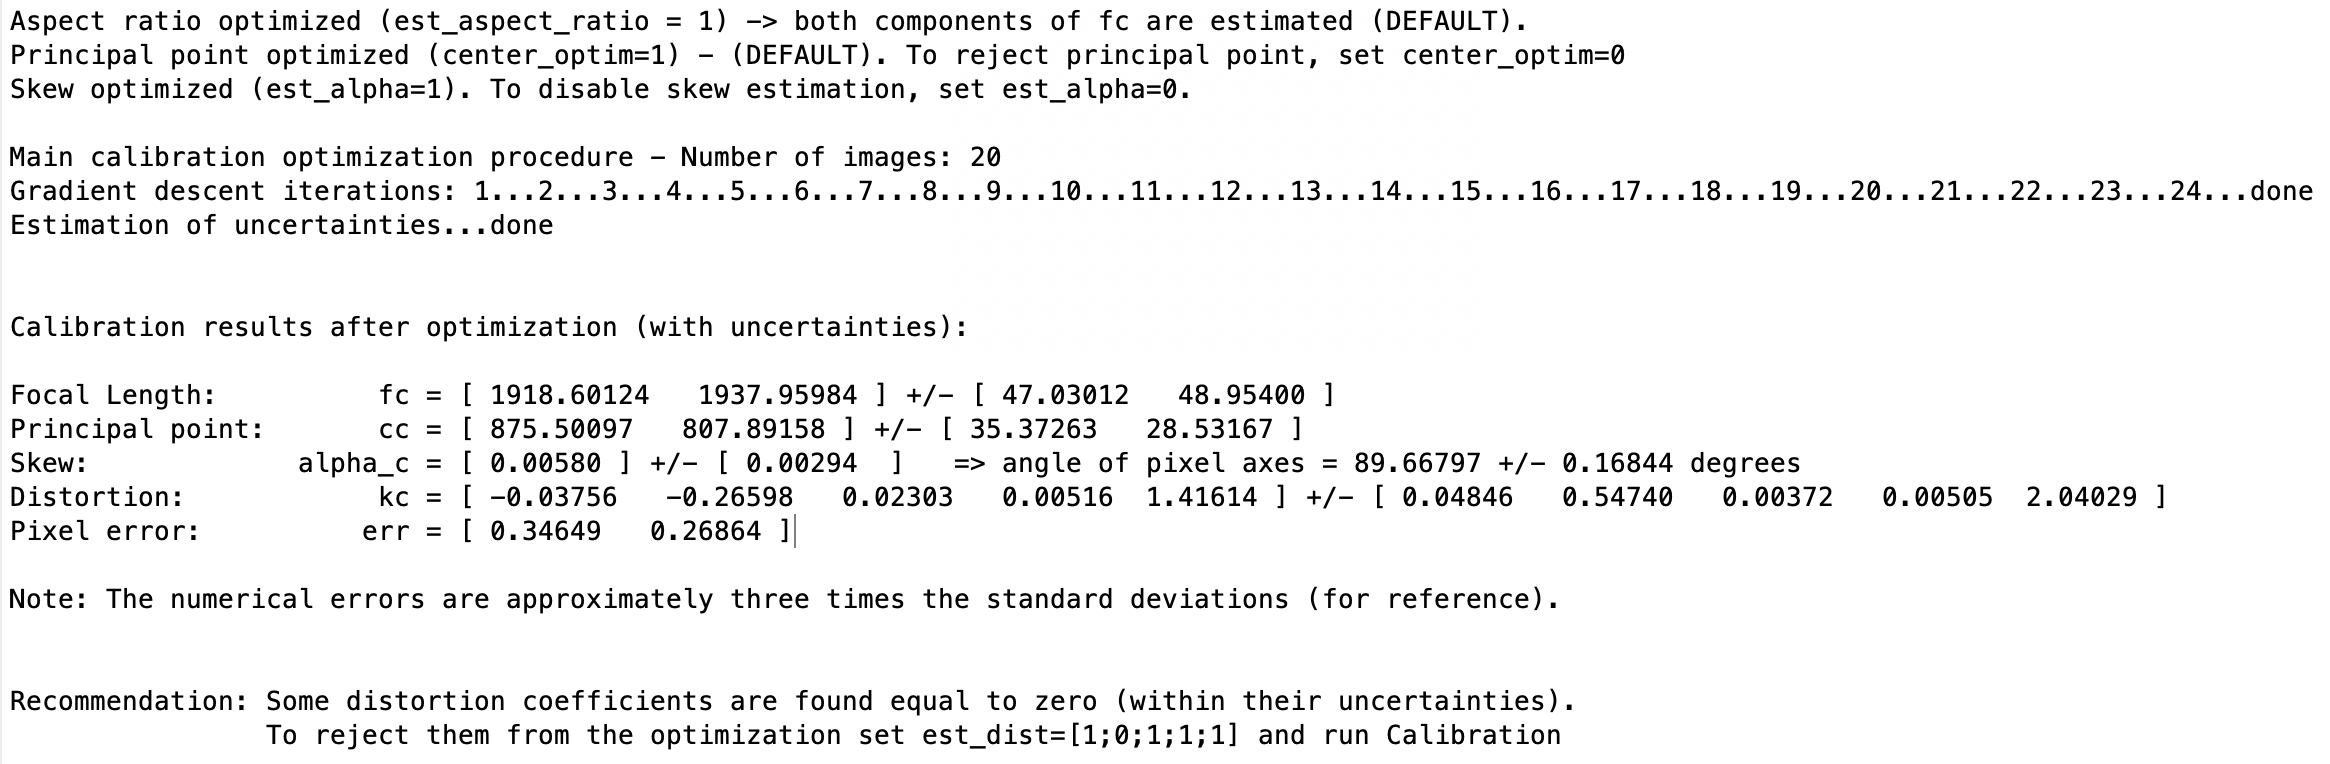 Aspect ratio optimized (est_aspect_ratio = 1) -> both components of fc are estimated (DEFAULT).
Principal point optimized (center_optim=1) - (DEFAULT). To reject principal point, set center_optim=0
Skew optimized (est_alpha=1). To disable skew estimation, set est_alpha=0.
Main calibration optimization procedure - Number of images: 20
Gradient descent iterations: 1...2...3...4...5...6...7...8...9...10...11...12...13...14...15...16...17...18...19...20...21...22...23...24...done
Estimation of uncertainties...done
Calibration results after optimization (with uncertainties):
Focal Length: fc = [ 1918.60124 1937.95984 ] +/- [ 47.03012 48.95400 ]
Principal point: cc = [ 875.50097 807.89158 ] +/- [ 35.37263 28.53167 ]
Skew: alpha_c = [ 0.00580 ] +/- [ 0.00294 ] => angle of pixel axes = 89.66797 +/- 0.16844 degrees
Distortion: kc = [ -0.03756 -0.26598 0.02303 0.00516 1.41614 ] +/- [ 0.04846 0.54740 0.00372 0.00505 2.04029 ]
Pixel error: err = [ 0.34649 0.26864 ]
Note: The numerical errors are approximately three times the standard deviations (for reference).
Recommendation: Some distortion coefficients are found equal to zero (within their uncertainties).
To reject them from the optimization set est_dist=[1;0;1;1;1] and run Calibration